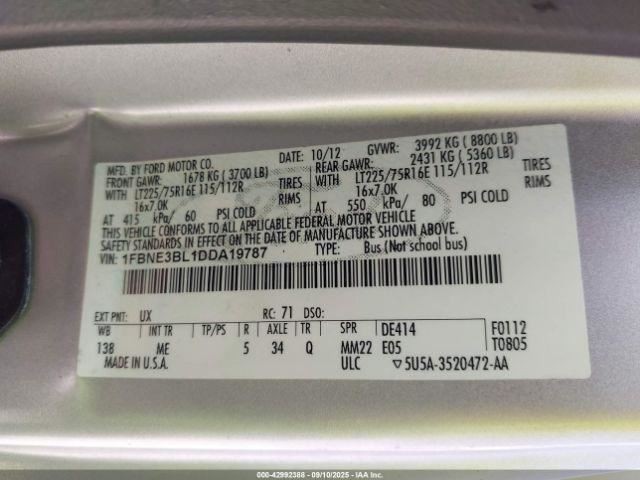 MFD. BY FORD MOTOR CO. DATE: 10/12 GVWR: 3992 KG ( 8800 LB)
FRONT GAWR: 1678 KG ( 3700 LB) REAR GAWR: 2431 KG ( 5360 LB)
WITH LT225/75R16E 115/112R TIRES WITH LT225/75R16E 115/112R TIRES
16x7.0K RIMS 16x7.0K RIMS
AT 415 kPa/ 60 PSI COLD AT 550 kPa/ 80 PSI COLD
THIS VEHICLE CONFORMS TO ALL APPLICABLE FEDERAL MOTOR VEHICLE
SAFETY STANDARDS IN EFFECT ON THE DATE OF MANUFACTURE SHOWN ABOVE.
VIN: 1FBNE3BL1DDA19787 TYPE: Bus (Not school bus)
EXT PNT: UX RC: 71 DSO:
WB INT TR TP/PS R AXLE TR SPR DE414 F0112
138 ME 5 34 Q MM22 E05 T0805
MADE IN U.S.A. ULC ▽5U5A-3520472-AA
000-42992388 - 09/10/2025 - IAA Inc.